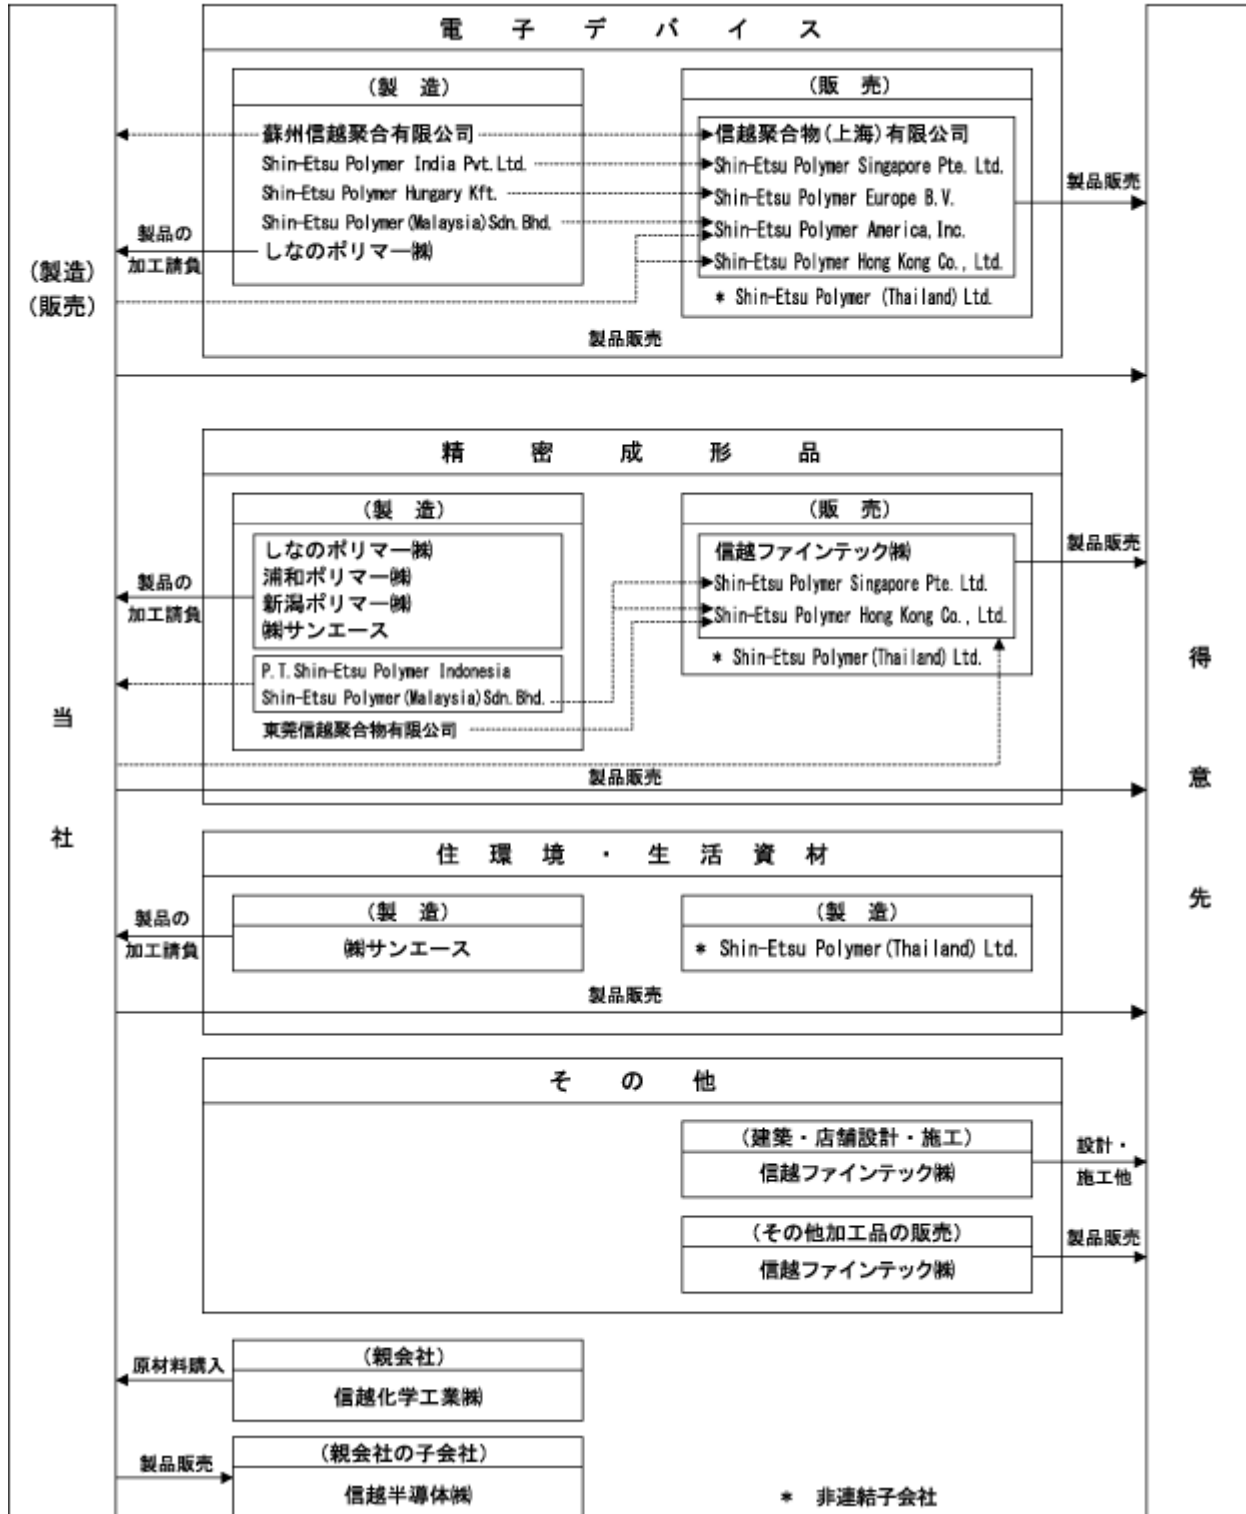 電子デバイス
(製 造)
(販 売)
蘇州信越聚合有限公司
信越聚合物(上海)有限公司
Shin-Etsu Polymer India Pvt.Ltd.
Shin-Etsu Polymer Singapore Pte. Ltd.
製品販売
Shin-Etsu Polymer Hungary Kft.
Shin-Etsu Polymer Europe B.V.
Shin-Etsu Polymer(Malaysia)Sdn.Bhd.
Shin-Etsu Polymer America,Inc.
製品の
加工請負
しなのポリマー㈱
Shin-Etsu Polymer Hong Kong Co., Ltd.
(製造)
(販売)
* Shin-Etsu Polymer (Thailand) Ltd.
製品販売
精密成形品
(製 造)
(販 売)
しなのポリマー㈱
浦和ポリマー㈱
新潟ポリマー㈱
㈱サンエース
製品の
加工請負
信越ファインテック㈱
Shin-Etsu Polymer Singapore Pte. Ltd.
Shin-Etsu Polymer Hong Kong Co., Ltd.
製品販売
* Shin-Etsu Polymer(Thailand) Ltd.
P.T.Shin-Etsu Polymer Indonesia
Shin-Etsu Polymer(Malaysia)Sdn.Bhd.
東莞信越聚合物有限公司
製品販売
当社
得意先
住環境・生活資材
(製 造)
(製 造)
製品の
加工請負
㈱サンエース
* Shin-Etsu Polymer(Thailand) Ltd.
製品販売
その他
(建築・店舗設計・施工)
信越ファインテック㈱
設計・
施工他
(その他加工品の販売)
信越ファインテック㈱
製品販売
原材料購入
(親会社)
信越化学工業㈱
製品販売
(親会社の子会社)
信越半導体㈱
* 非連結子会社